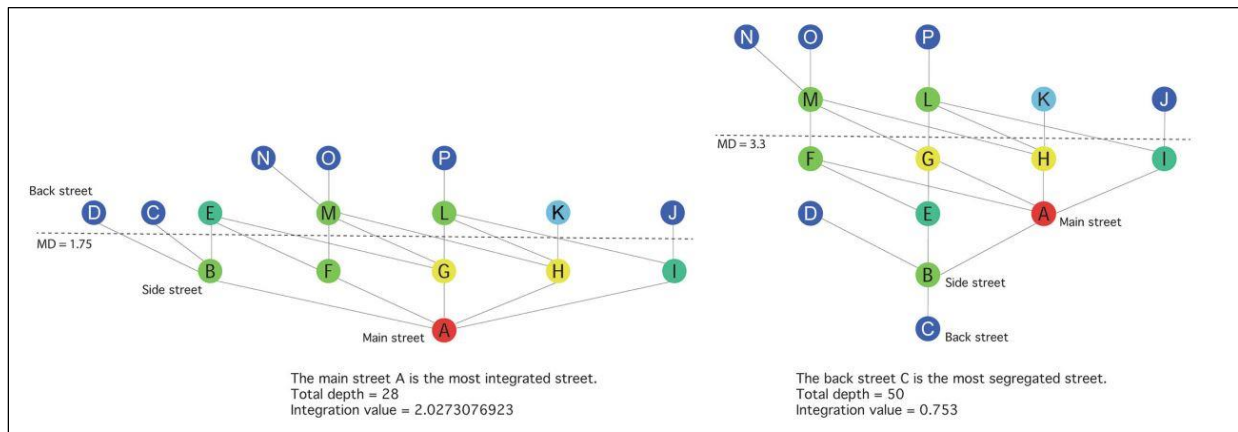 N O P
Back street
D C E M L K J
MD = 1.75
B F G H I
Side street
A
Main street
The main street A is the most integrated street.
Total depth = 28
Integration value = 2.0273076923
N O P
M L K J
MD = 3.3
F G H I
D E A
Main street
B
Side street
C
Back street
The back street C is the most segregated street.
Total depth = 50
Integration value = 0.753